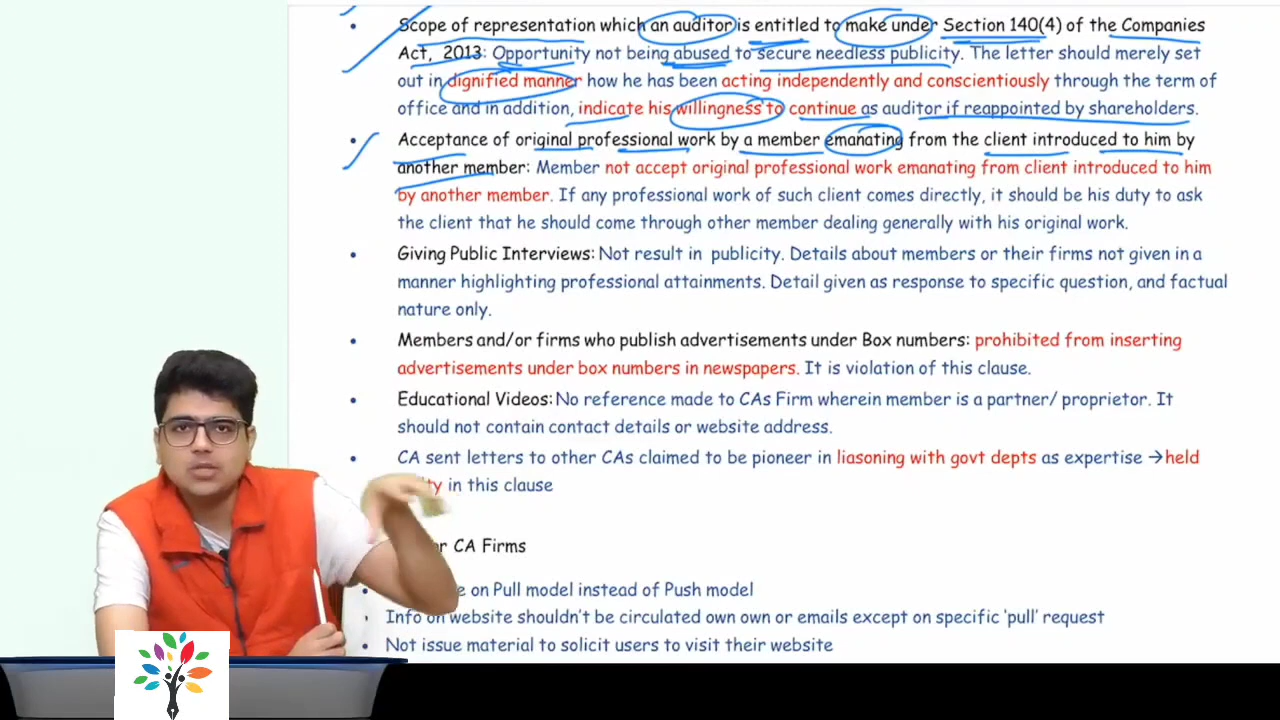 • Scope of representation which an auditor is entitled to make under Section 140(4) of the Companies
Act, 2013: Opportunity not being abused to secure needless publicity. The letter should merely set
out in dignified manner how he has been acting independently and conscientiously through the term of
office and in addition, indicate his willingness to continue as auditor if reappointed by shareholders.
• Acceptance of original professional work by a member emanating from the client introduced to him by
another member: Member not accept original professional work emanating from client introduced to him
by another member. If any professional work of such client comes directly, it should be his duty to ask
the client that he should come through other member dealing generally with his original work.
• Giving Public Interviews: Not result in publicity. Details about members or their firms not given in a
manner highlighting professional attainments. Detail given as response to specific question, and factual
nature only.
• Members and/or firms who publish advertisements under Box numbers: prohibited from inserting
advertisements under box numbers in newspapers. It is violation of this clause.
• Educational Videos: No reference made to CAs Firm wherein member is a partner/ proprietor. It
should not contain contact details or website address.
• CA sent letters to other CAs claimed to be pioneer in liasoning with govt depts as expertise → held
in this clause
CA Firms
on Pull model instead of Push model
• Info on website shouldn't be circulated own own or emails except on specific 'pull' request
• Not issue material to solicit users to visit their website